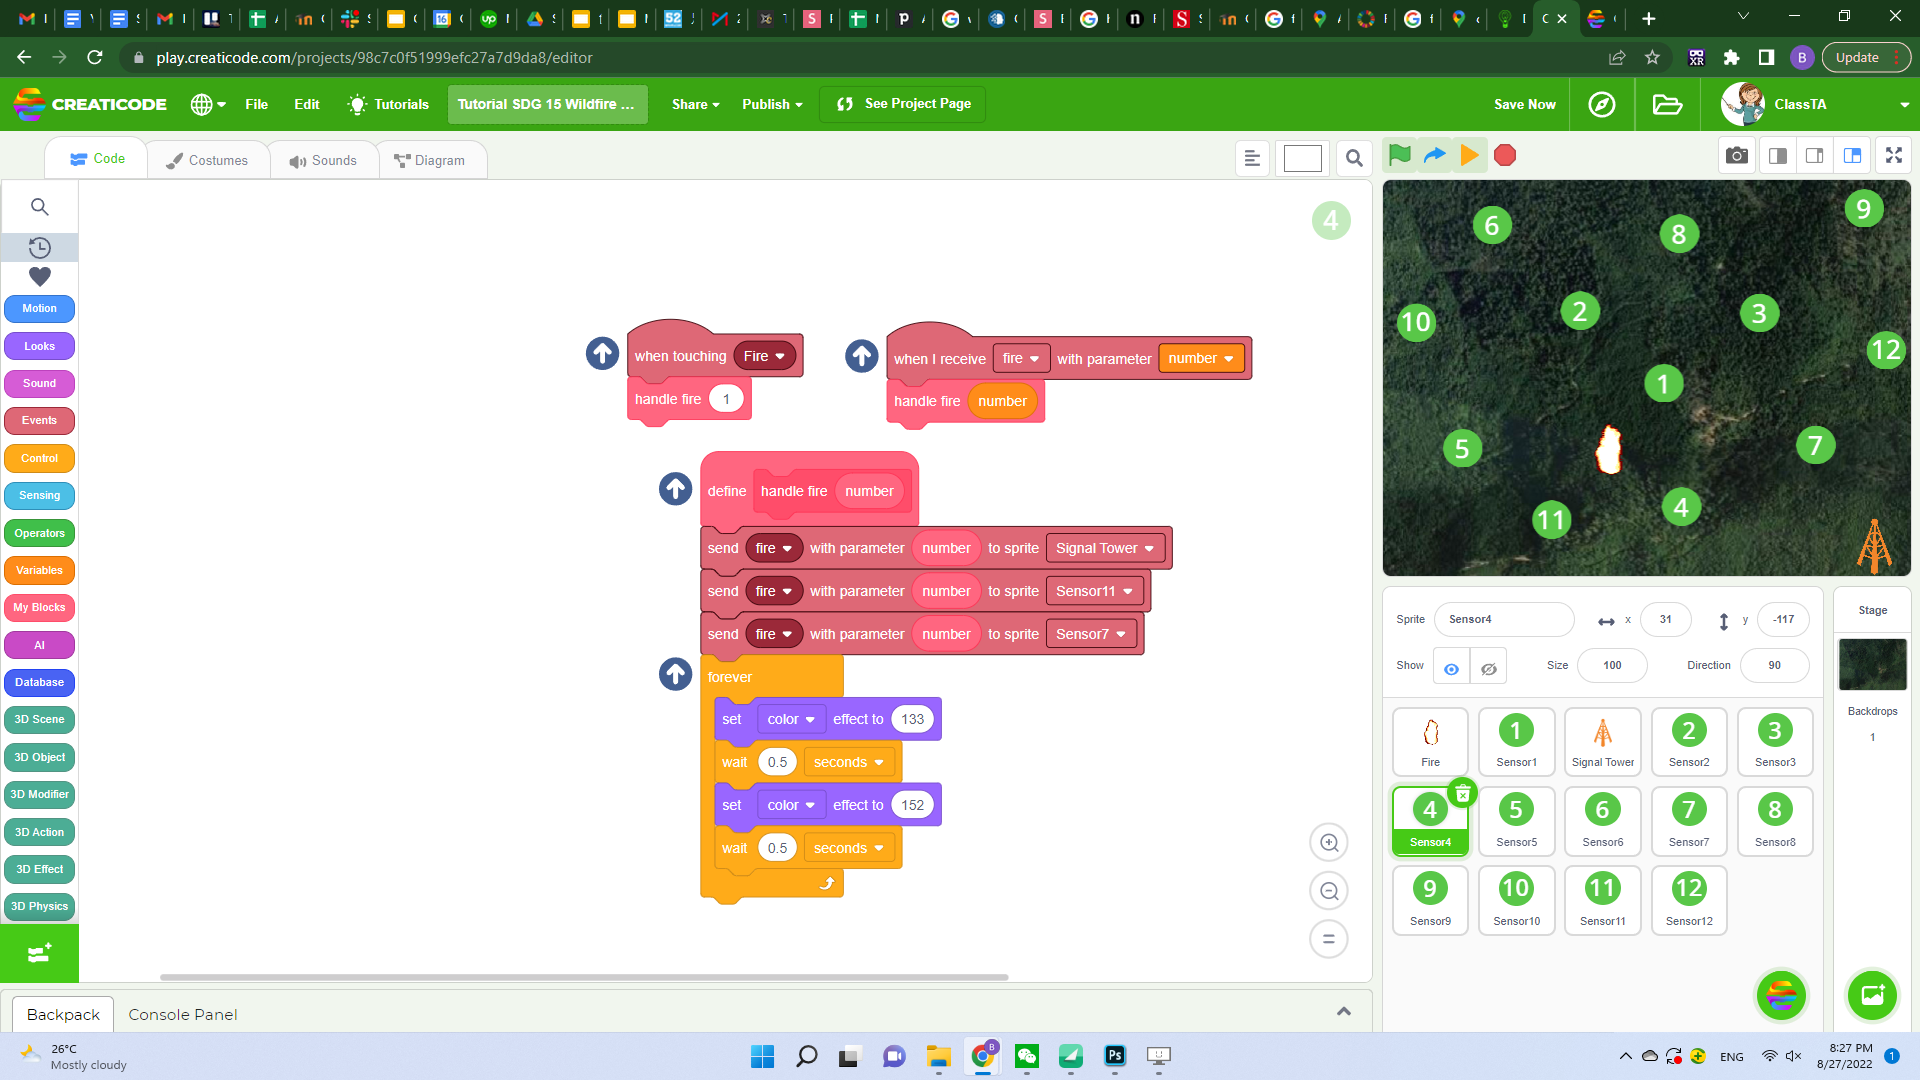 play.creaticode.com/projects/98c7c0f51999efc27a7d9da8/editor
B
Update
CREATICODE
File
Edit
Tutorials
Tutorial SDG 15 Wildfire ...
Share
Publish
See Project Page
Save Now
ClassTA
Code
Costumes
Sounds
Diagram
Motion
Looks
Sound
Events
Control
Sensing
Operators
Variables
My Blocks
AI
Database
3D Scene
3D Object
3D Modifier
3D Action
3D Effect
3D Physics
4
when touching Fire
handle fire 1
when I receive fire with parameter number
handle fire number
define handle fire number
send fire with parameter number to sprite Signal Tower
send fire with parameter number to sprite Sensor11
send fire with parameter number to sprite Sensor7
forever
set color effect to 133
wait 0.5 seconds
set color effect to 152
wait 0.5 seconds
6
8
9
10
2
3
12
1
5
7
11
4
Sprite Sensor4 x 31 y -117
Show Size 100 Direction 90
Stage
Backdrops
1
Fire
1
Sensor1
Signal Tower
2
Sensor2
3
Sensor3
4
Sensor4
5
Sensor5
6
Sensor6
7
Sensor7
8
Sensor8
9
Sensor9
10
Sensor10
11
Sensor11
12
Sensor12
Backpack
Console Panel
26°C
Mostly cloudy
ENG
8:27 PM
8/27/2022
1